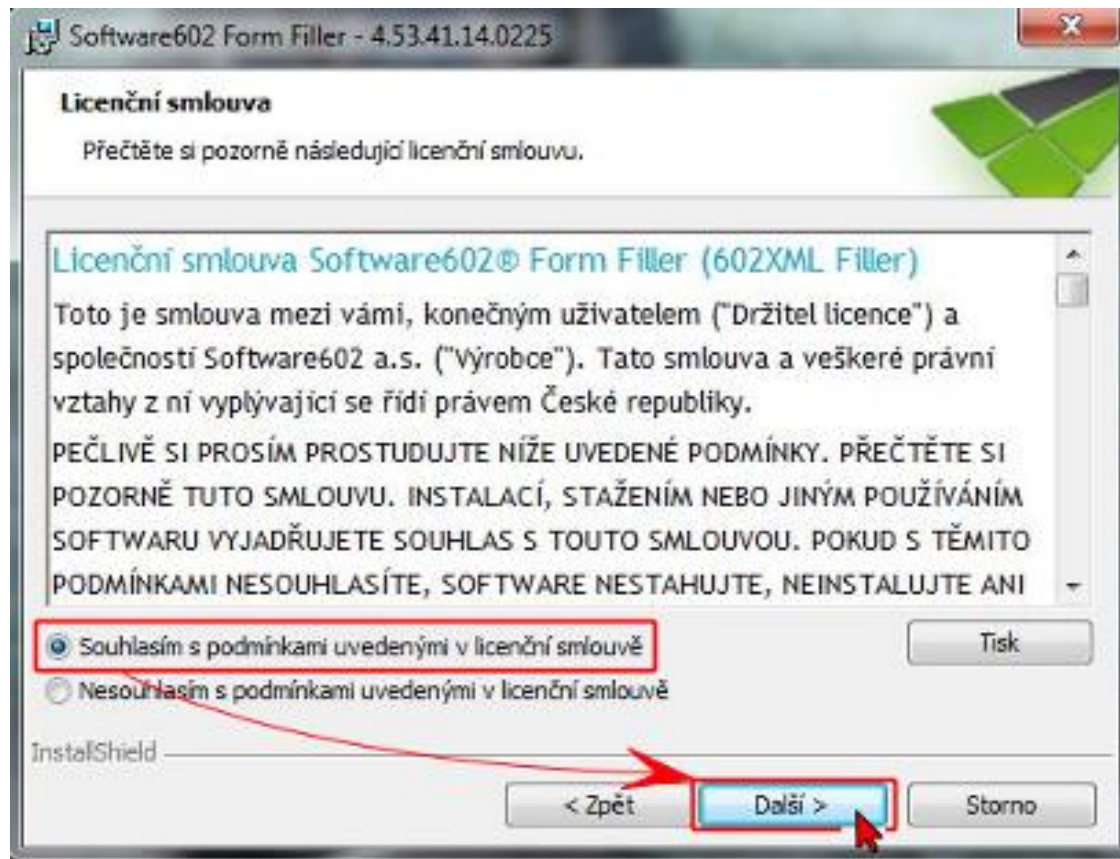 Software602 Form Filler - 4.53.41.14.0225
Licenční smlouva
Přečtěte si pozorně následující licenční smlouvu.
Licenční smlouva Software602® Form Filler (602XML Filler)
Toto je smlouva mezi vámi, konečným uživatelem ("Držitel licence") a
společností Software602 a.s. ("Výrobce"). Tato smlouva a veškeré právní
vztahy z ní vyplývající se řídí právem České republiky.
PEČLIVĚ SI PROSÍM PROSTUDUJTE NÍŽE UVEDENÉ PODMÍNKY. PŘEČTĚTE SI
POZORNĚ TUTO SMLOUVU. INSTALACÍ, STAŽENÍM NEBO JINÝM POUŽÍVÁNÍM
SOFTWARU VYJADŘUJETE SOUHLAS S TOUTO SMLOUVOU. POKUD S TĚMITO
PODMÍNKAMI NESOUHLASÍTE, SOFTWARE NESTAHUJTE, NEINSTALUJTE ANI
Souhlasím s podmínkami uvedenými v licenční smlouvě
Tisk
Nesouhlasím s podmínkami uvedenými v licenční smlouvě
InstallShield
< Zpět
Další >
Storno